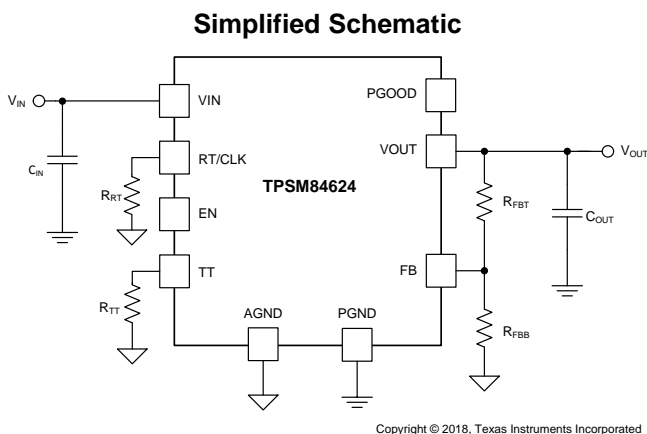 Simplified Schematic
VIN
VIN
PGOOD
CIN
RT/CLK
VOUT
VOUT
RRT
TPSM84624
EN
RFBT
COUT
TT
FB
RTT
AGND
PGND
RFBB
Copyright © 2018, Texas Instruments Incorporated